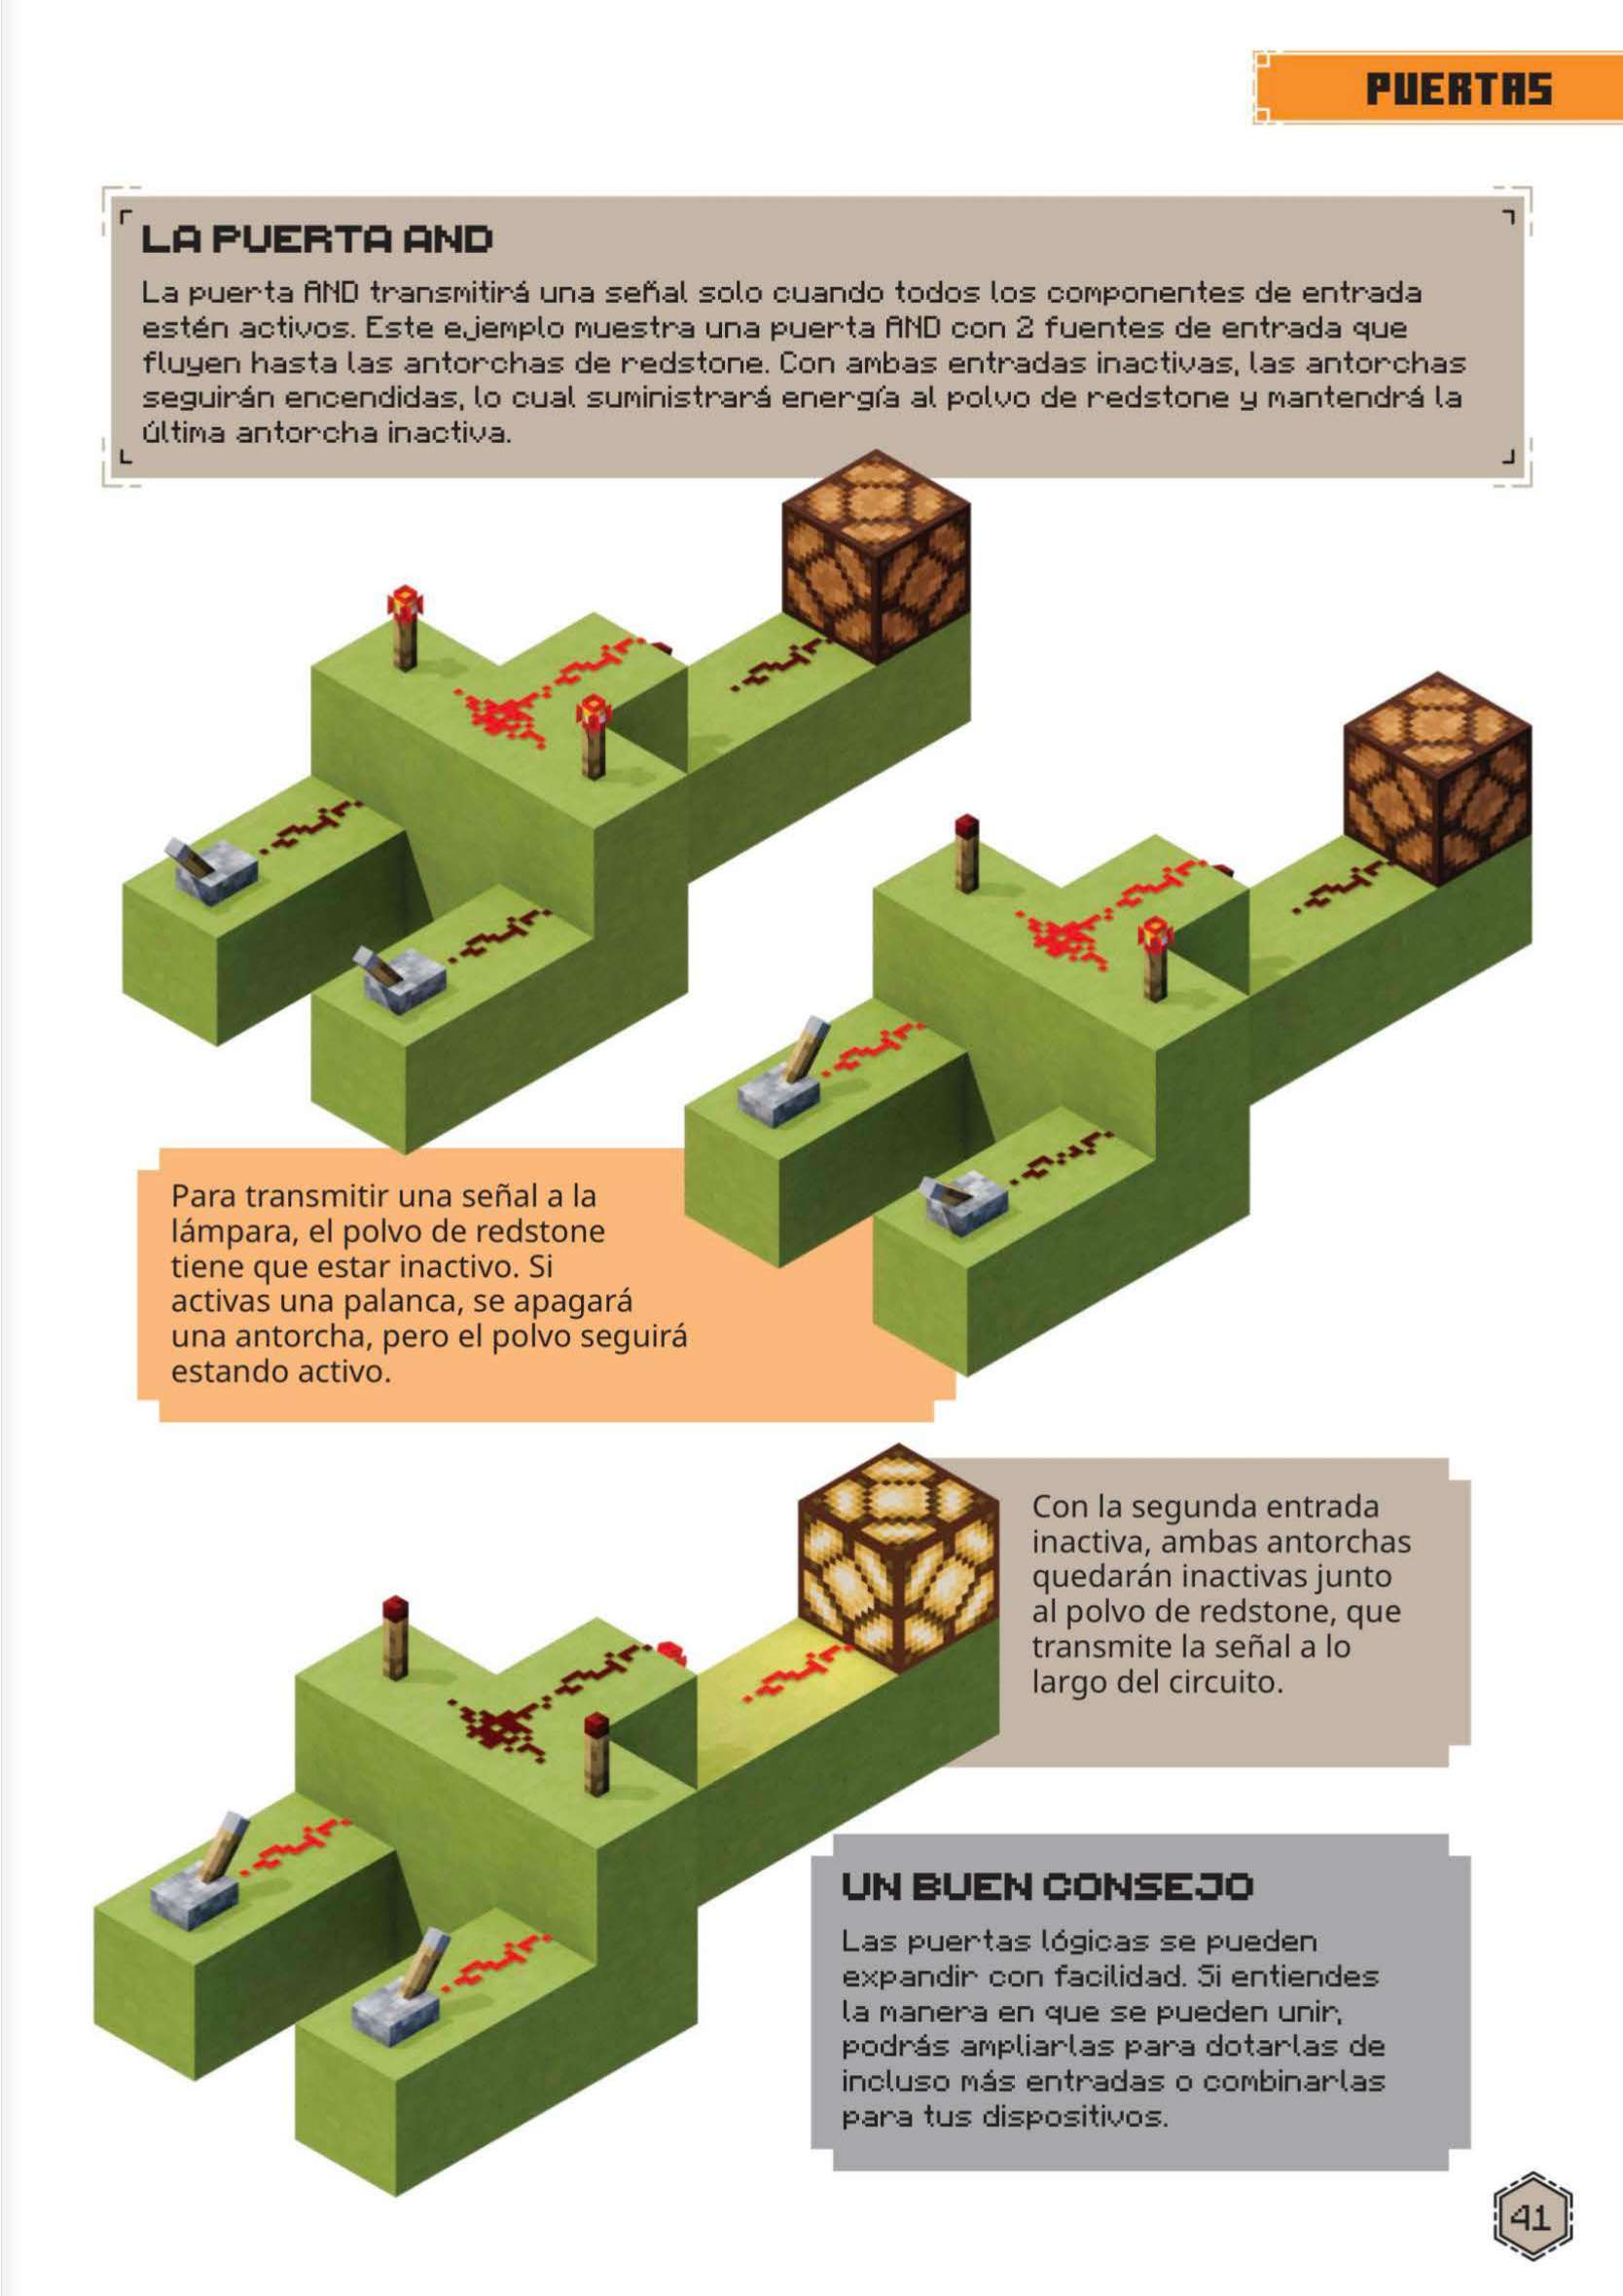 PUERTAS
LA PUERTA AND
La puerta AND transmitirá una señal solo cuando todos los componentes de entrada
estén activos. Este ejemplo muestra una puerta AND con 2 fuentes de entrada que
fluyen hasta las antorchas de redstone. Con ambas entradas inactivas, las antorchas
seguirán encendidas, lo cual suministrará energía al polvo de redstone y mantendrá la
última antorcha inactiva.
Para transmitir una señal a la
lámpara, el polvo de redstone
tiene que estar inactivo. Si
activas una palanca, se apagará
una antorcha, pero el polvo seguirá
estando activo.
Con la segunda entrada
inactiva, ambas antorchas
quedarán inactivas junto
al polvo de redstone, que
transmite la señal a lo
largo del circuito.
UN BUEN CONSEJO
Las puertas lógicas se pueden
expandir con facilidad. Si entiendes
la manera en que se pueden unir,
podrás ampliarlas para dotarlas de
incluso más entradas o combinarlas
para tus dispositivos.
41